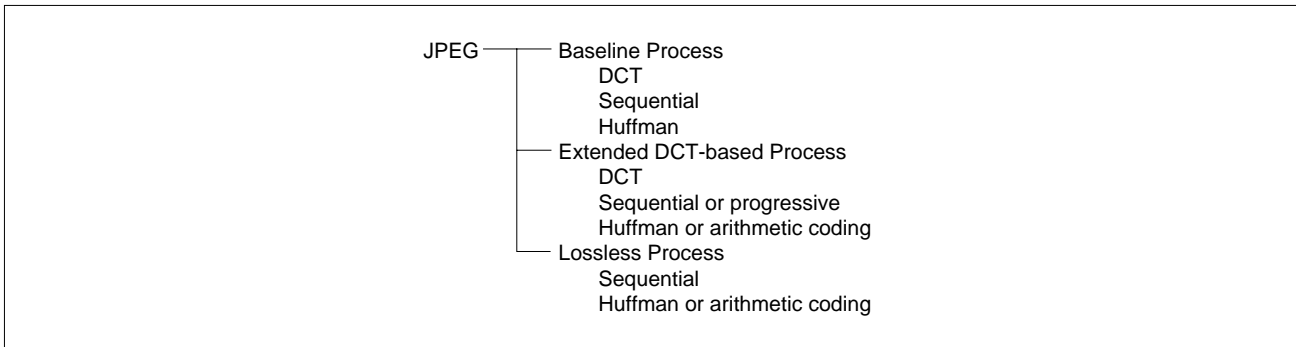 JPEG Baseline Process
DCT
Sequential
Huffman
Extended DCT-based Process
DCT
Sequential or progressive
Huffman or arithmetic coding
Lossless Process
Sequential
Huffman or arithmetic coding